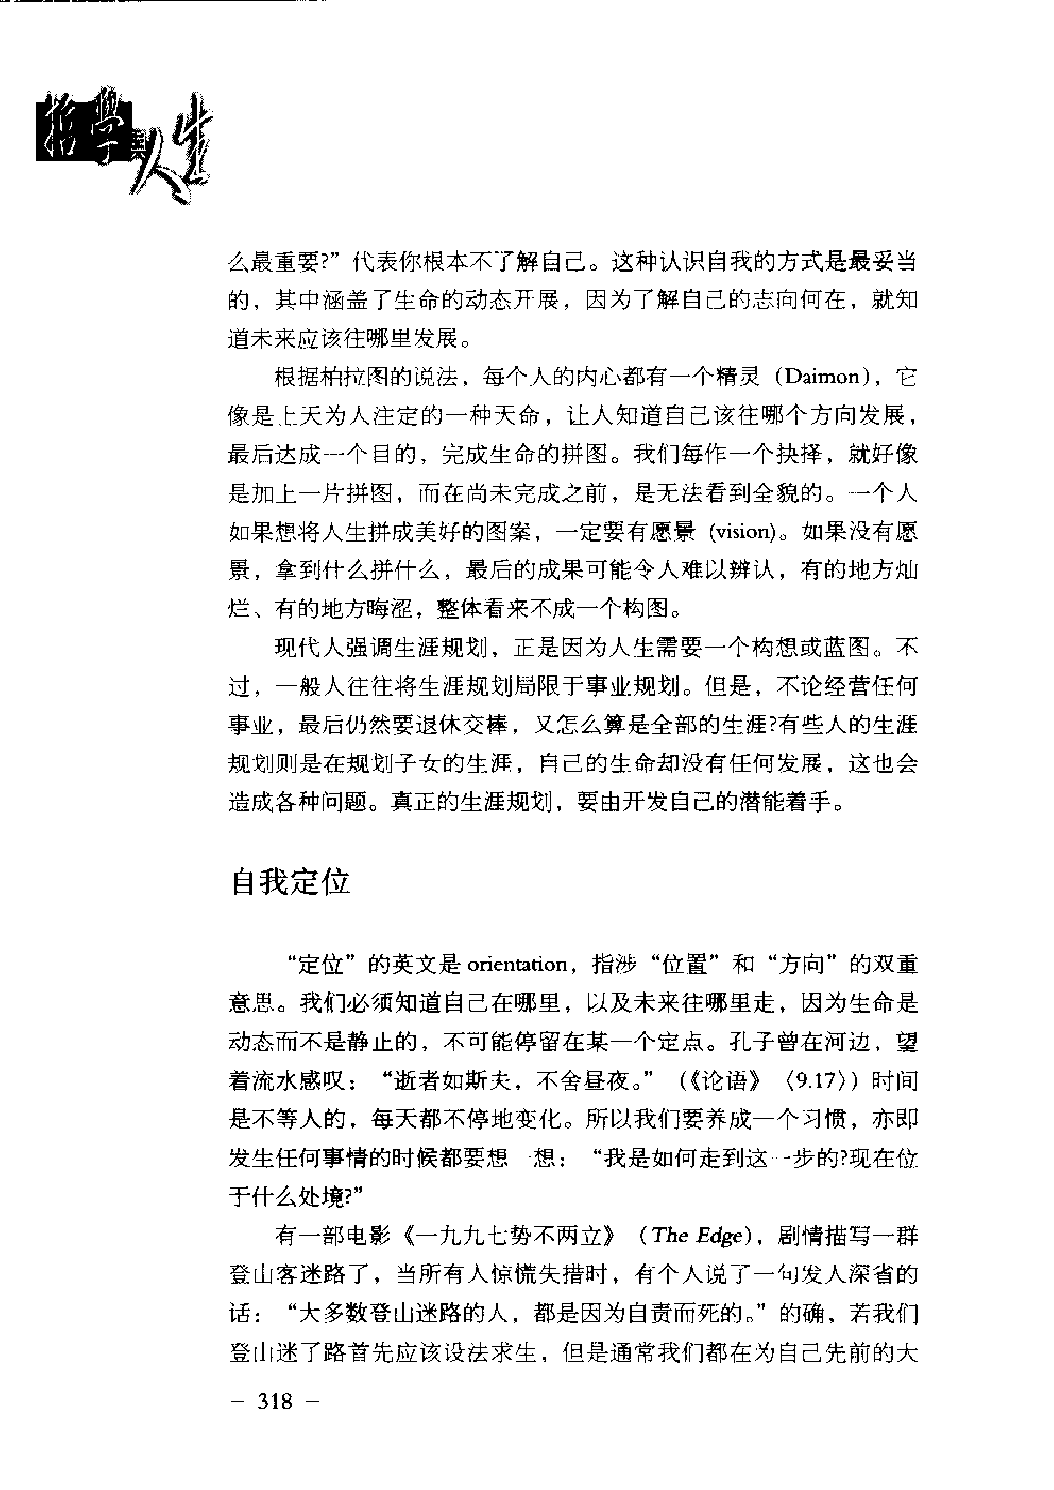 哲學與人生
么最重要?”代表你根本不了解自己。这种认识自我的方式是最妥当
的，其中涵盖了生命的动态开展，因为了解自己的志向何在，就知
道未来应该往哪里发展。
根据柏拉图的说法，每个人的内心都有一个精灵（Daimon），它
像是上天为人注定的一种天命，让人知道自己该往哪个方向发展，
最后达成一个目的，完成生命的拼图。我们每作一个抉择，就好像
是加上一片拼图，而在尚未完成之前，是无法看到全貌的。一个人
如果想将人生拼成美好的图案，一定要有愿景 (vision)。如果没有愿
景，拿到什么拼什么，最后的成果可能令人难以辨认，有的地方灿
烂、有的地方晦涩，整体看来不成一个构图。
现代人强调生涯规划，正是因为人生需要一个构想或蓝图。不
过，一般人往往将生涯规划局限于事业规划。但是，不论经营任何
事业，最后仍然要退休交棒，又怎么算是全部的生涯?有些人的生涯
规划则是在规划子女的生涯，自己的生命却没有任何发展，这也会
造成各种问题。真正的生涯规划，要由开发自己的潜能着手。
自我定位
“定位”的英文是 orientation，指涉“位置”和“方向”的双重
意思。我们必须知道自己在哪里，以及未来往哪里走，因为生命是
动态而不是静止的，不可能停留在某一个定点。孔子曾在河边，望
着流水感叹：“逝者如斯夫，不舍昼夜。”（《论语》〈9.17〉）时间
是不等人的，每天都不停地变化。所以我们要养成一个习惯，亦即
发生任何事情的时候都要想一想：“我是如何走到这一步的?现在位
于什么处境?”
有一部电影《一九九七势不两立》（The Edge），剧情描写一群
登山客迷路了，当所有人惊慌失措时，有个人说了一句发人深省的
话：“大多数登山迷路的人，都是因为自责而死的。”的确，若我们
登山迷了路首先应该设法求生，但是通常我们都在为自己先前的大
– 318 –